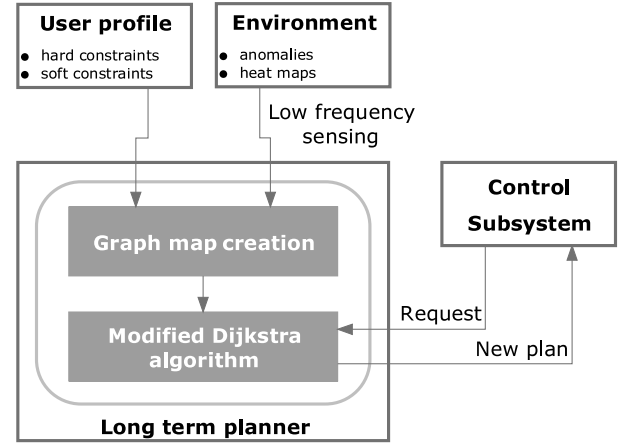 User profile
• hard constraints
• soft constraints
Environment
• anomalies
• heat maps
Low frequency
sensing
Control
Subsystem
Graph map creation
Request
Modified Dijkstra
algorithm
New plan
Long term planner